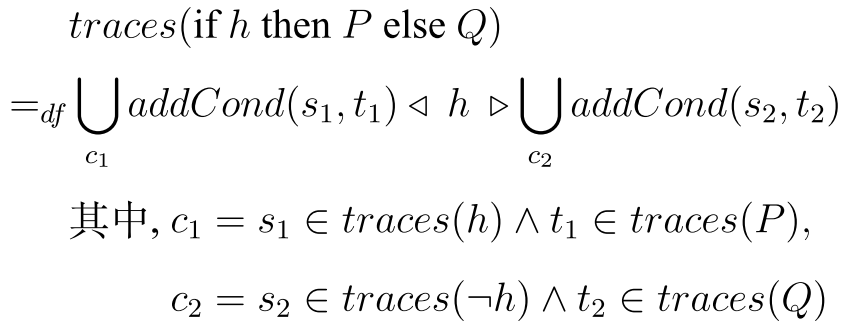 traces(if h then P else Q)
=df ⋃c1 addCond(s1, t1) ◁ h ▷ ⋃c2 addCond(s2, t2)
其中, c1 = s1 ∈ traces(h) ∧ t1 ∈ traces(P),
c2 = s2 ∈ traces(¬h) ∧ t2 ∈ traces(Q)